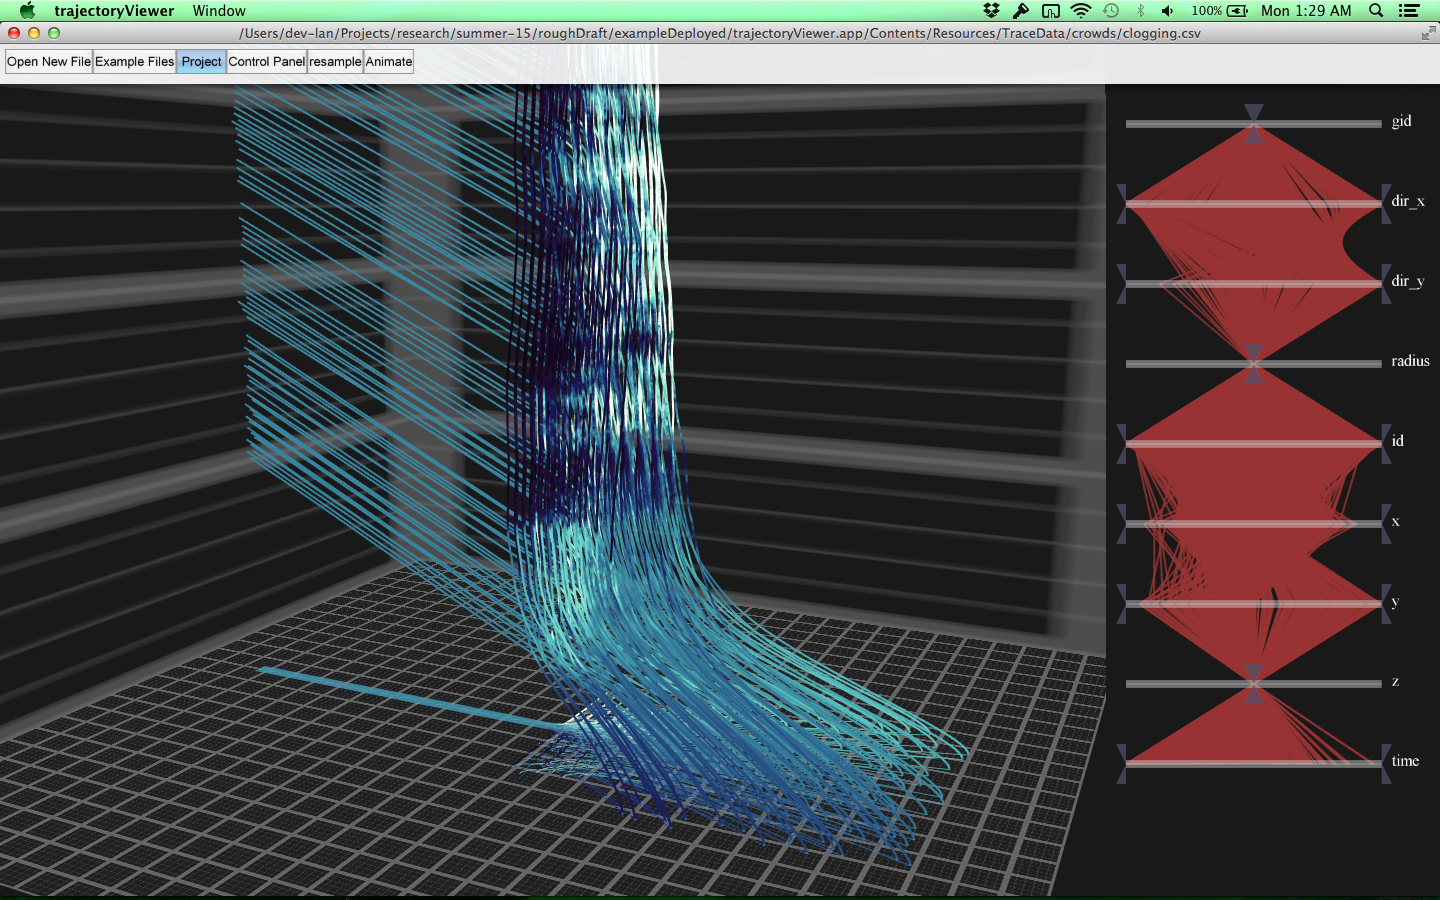 trajectoryViewer Window 100% Mon 1:29 AM
/Users/dev-lan/Projects/research/summer-15/roughDraft/exampleDeployed/trajectoryViewer.app/Contents/Resources/TraceData/crowds/clogging.csv
Open New File Example Files Project Control Panel resample Animate
gid
dir_x
dir_y
radius
id
x
y
z
time